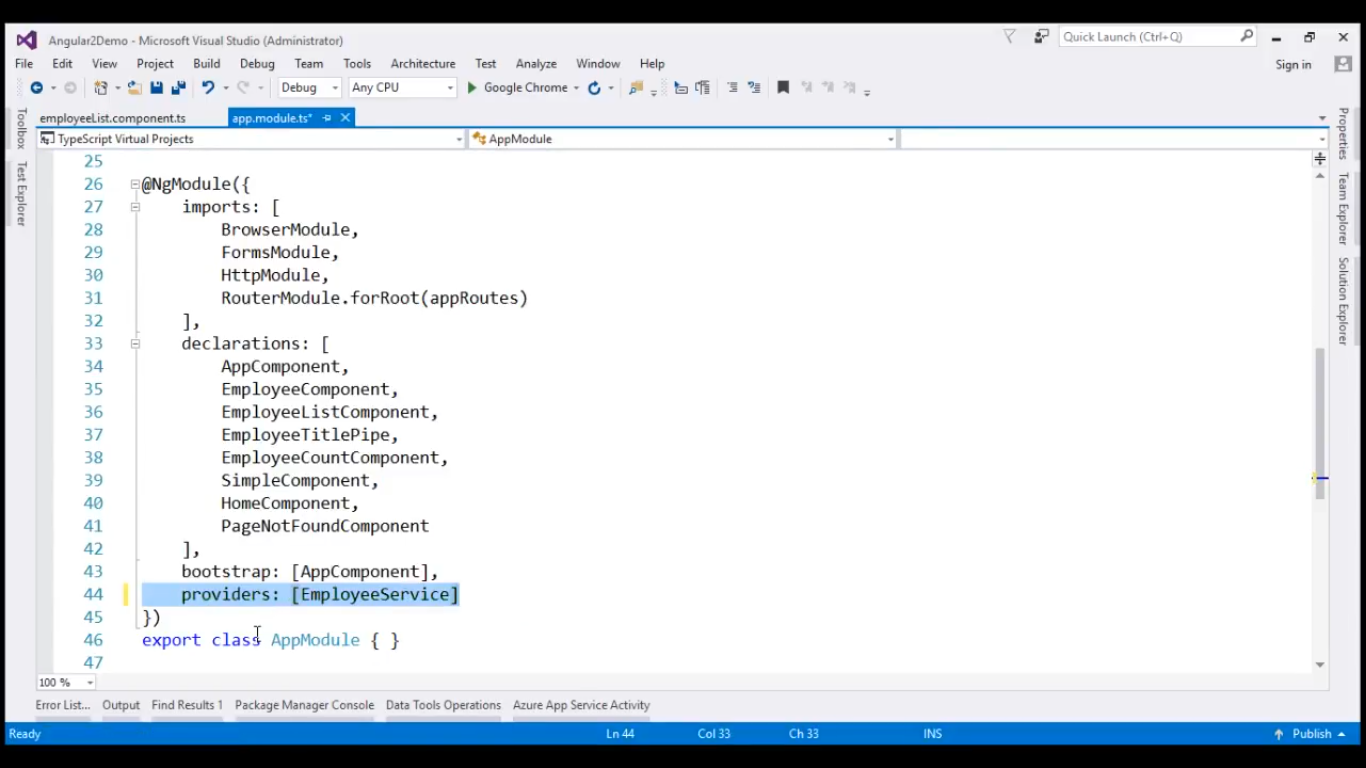 Angular2Demo - Microsoft Visual Studio (Administrator)
Quick Launch (Ctrl+Q)
File Edit View Project Build Debug Team Tools Architecture Test Analyze Window Help
Sign in
Debug Any CPU Google Chrome
Toolbox
Test Explorer
employeeList.component.ts app.module.ts*
TypeScript Virtual Projects AppModule
25
26 @NgModule({
27 imports: [
28 BrowserModule,
29 FormsModule,
30 HttpModule,
31 RouterModule.forRoot(appRoutes)
32 ],
33 declarations: [
34 AppComponent,
35 EmployeeComponent,
36 EmployeeListComponent,
37 EmployeeTitlePipe,
38 EmployeeCountComponent,
39 SimpleComponent,
40 HomeComponent,
41 PageNotFoundComponent
42 ],
43 bootstrap: [AppComponent],
44 providers: [EmployeeService]
45 })
46 export class AppModule { }
47
Properties
Team Explorer
Solution Explorer
100 %
Error List... Output Find Results 1 Package Manager Console Data Tools Operations Azure App Service Activity
Ready Ln 44 Col 33 Ch 33 INS Publish